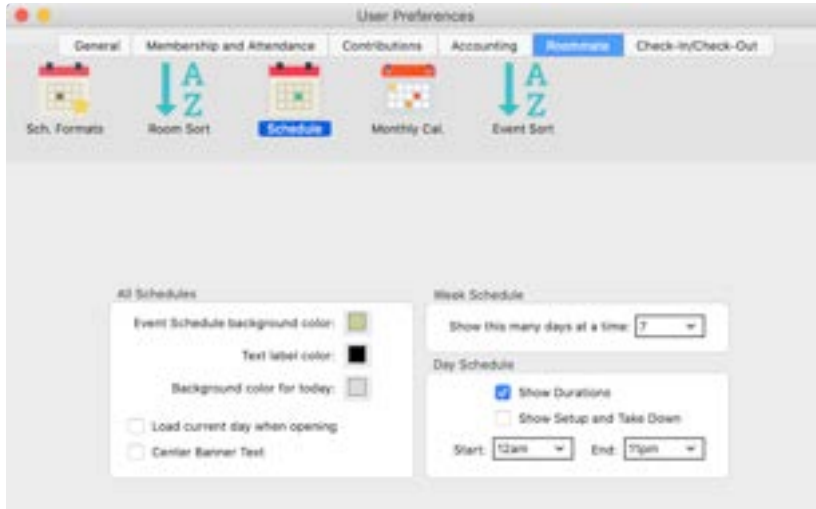 User Preferences
General Membership and Attendance Contributions Accounting Roommate Check-In/Check-Out
A
Z
A
Z
Sch. Formats Room Sort Schedule Monthly Cal. Event Sort
All Schedules
Event Schedule background color:
Text label color:
Background color for today:
Load current day when opening
Center Banner Text
Week Schedule
Show this many days at a time: 7
Day Schedule
Show Durations
Show Setup and Take Down
Start: 12am End: 11pm